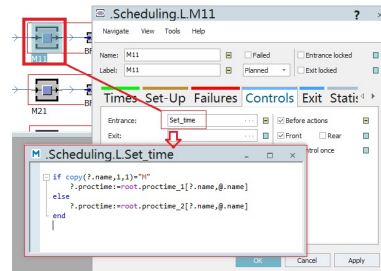 .Scheduling.L.M11
?
Navigate View Tools Help
Name: M11
Failed
Entrance locked
Label: M11
Planned
Exit locked
Times Set-Up Failures Controls Exit Statis
Entrance: Set_time ...
Before actions
Exit: ...
Front
Rear
ntrol once
M11
M21
BF
M .Scheduling.L.Set_time
if copy(?.name,1,1)="M"
?.proctime:=root.proctime_1[?.name,@.name]
else
?.proctime:=root.proctime_2[?.name,@.name]
end
OK Cancel Apply